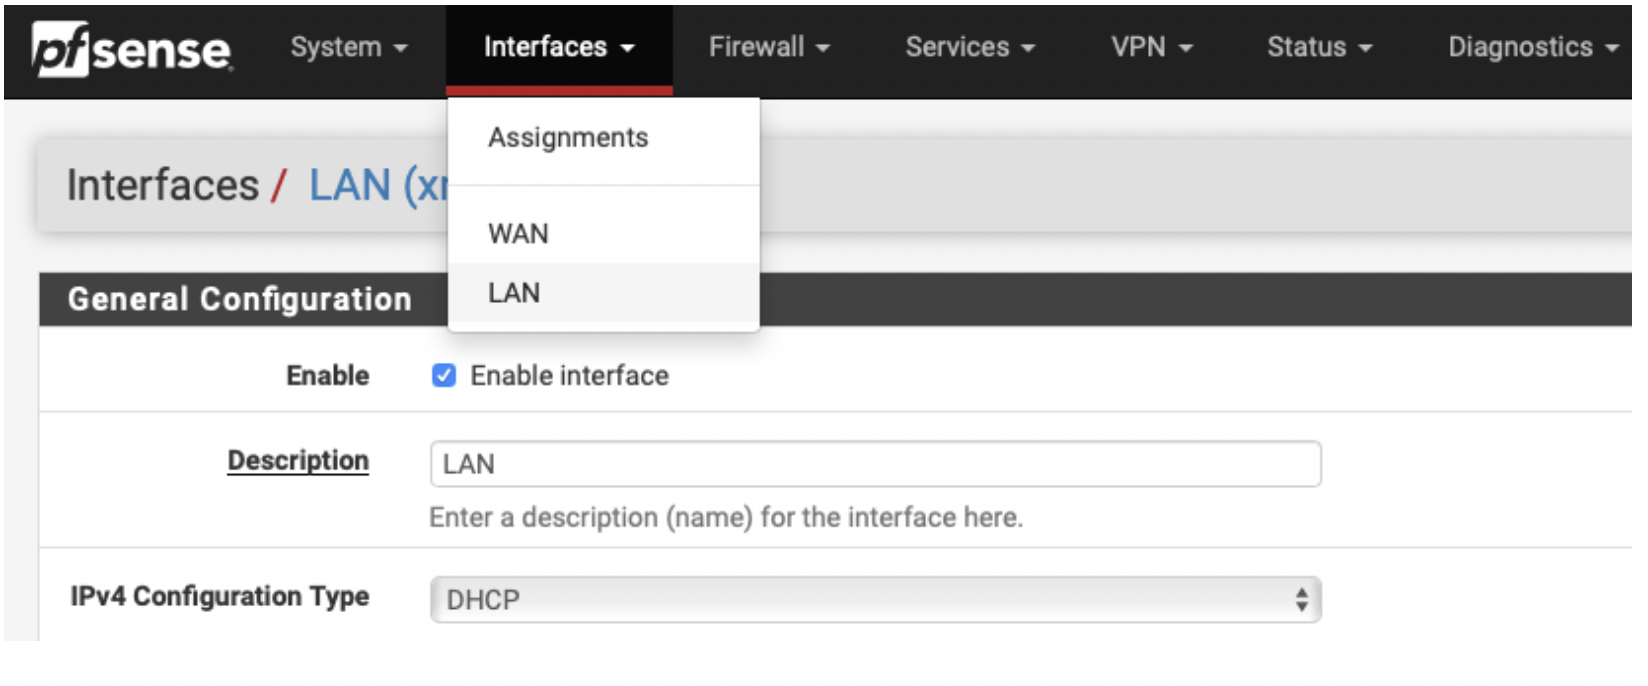 pfsense System Interfaces Firewall Services VPN Status Diagnostics
Assignments
Interfaces / LAN (x
WAN
LAN
General Configuration
Enable Enable interface
Description LAN
Enter a description (name) for the interface here.
IPv4 Configuration Type DHCP